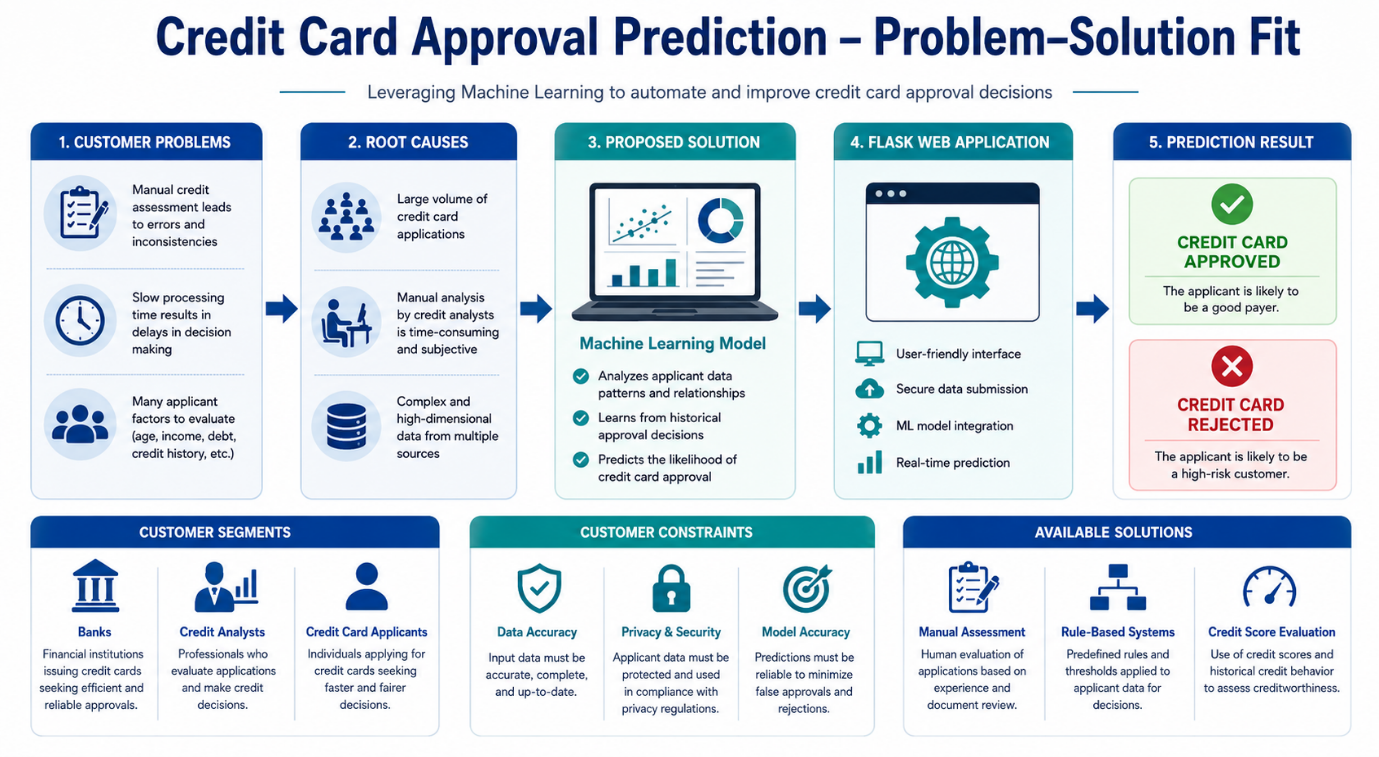 Credit Card Approval Prediction – Problem–Solution Fit
Leveraging Machine Learning to automate and improve credit card approval decisions
1. CUSTOMER PROBLEMS
Manual credit
assessment leads
to errors and
inconsistencies
Slow processing
time results in
delays in decision
making
Many applicant
factors to evaluate
(age, income, debt,
credit history, etc.)
2. ROOT CAUSES
Large volume of
credit card
applications
Manual analysis
by credit analysts
is time-consuming
and subjective
Complex and
high-dimensional
data from multiple
sources
3. PROPOSED SOLUTION
Machine Learning Model
Analyzes applicant data
patterns and relationships
Learns from historical
approval decisions
Predicts the likelihood of
credit card approval
4. FLASK WEB APPLICATION
User-friendly interface
Secure data submission
ML model integration
Real-time prediction
5. PREDICTION RESULT
CREDIT CARD
APPROVED
The applicant is likely to
be a good payer.
CREDIT CARD
REJECTED
The applicant is likely to be
a high-risk customer.
CUSTOMER SEGMENTS
Banks
Financial institutions
issuing credit cards
seeking efficient and
reliable approvals.
Credit Analysts
Professionals who
evaluate applications
and make credit
decisions.
Credit Card Applicants
Individuals applying for
credit cards seeking
faster and fairer
decisions.
CUSTOMER CONSTRAINTS
Data Accuracy
Input data must be
accurate, complete,
and up-to-date.
Privacy & Security
Applicant data must be
protected and used
in compliance with
privacy regulations.
Model Accuracy
Predictions must be
reliable to minimize
false approvals and
rejections.
AVAILABLE SOLUTIONS
Manual Assessment
Human evaluation of
applications based on
experience and
document review.
Rule-Based Systems
Predefined rules and
thresholds applied to
applicant data for
decisions.
Credit Score Evaluation
Use of credit scores and
historical credit behavior
to assess creditworthiness.